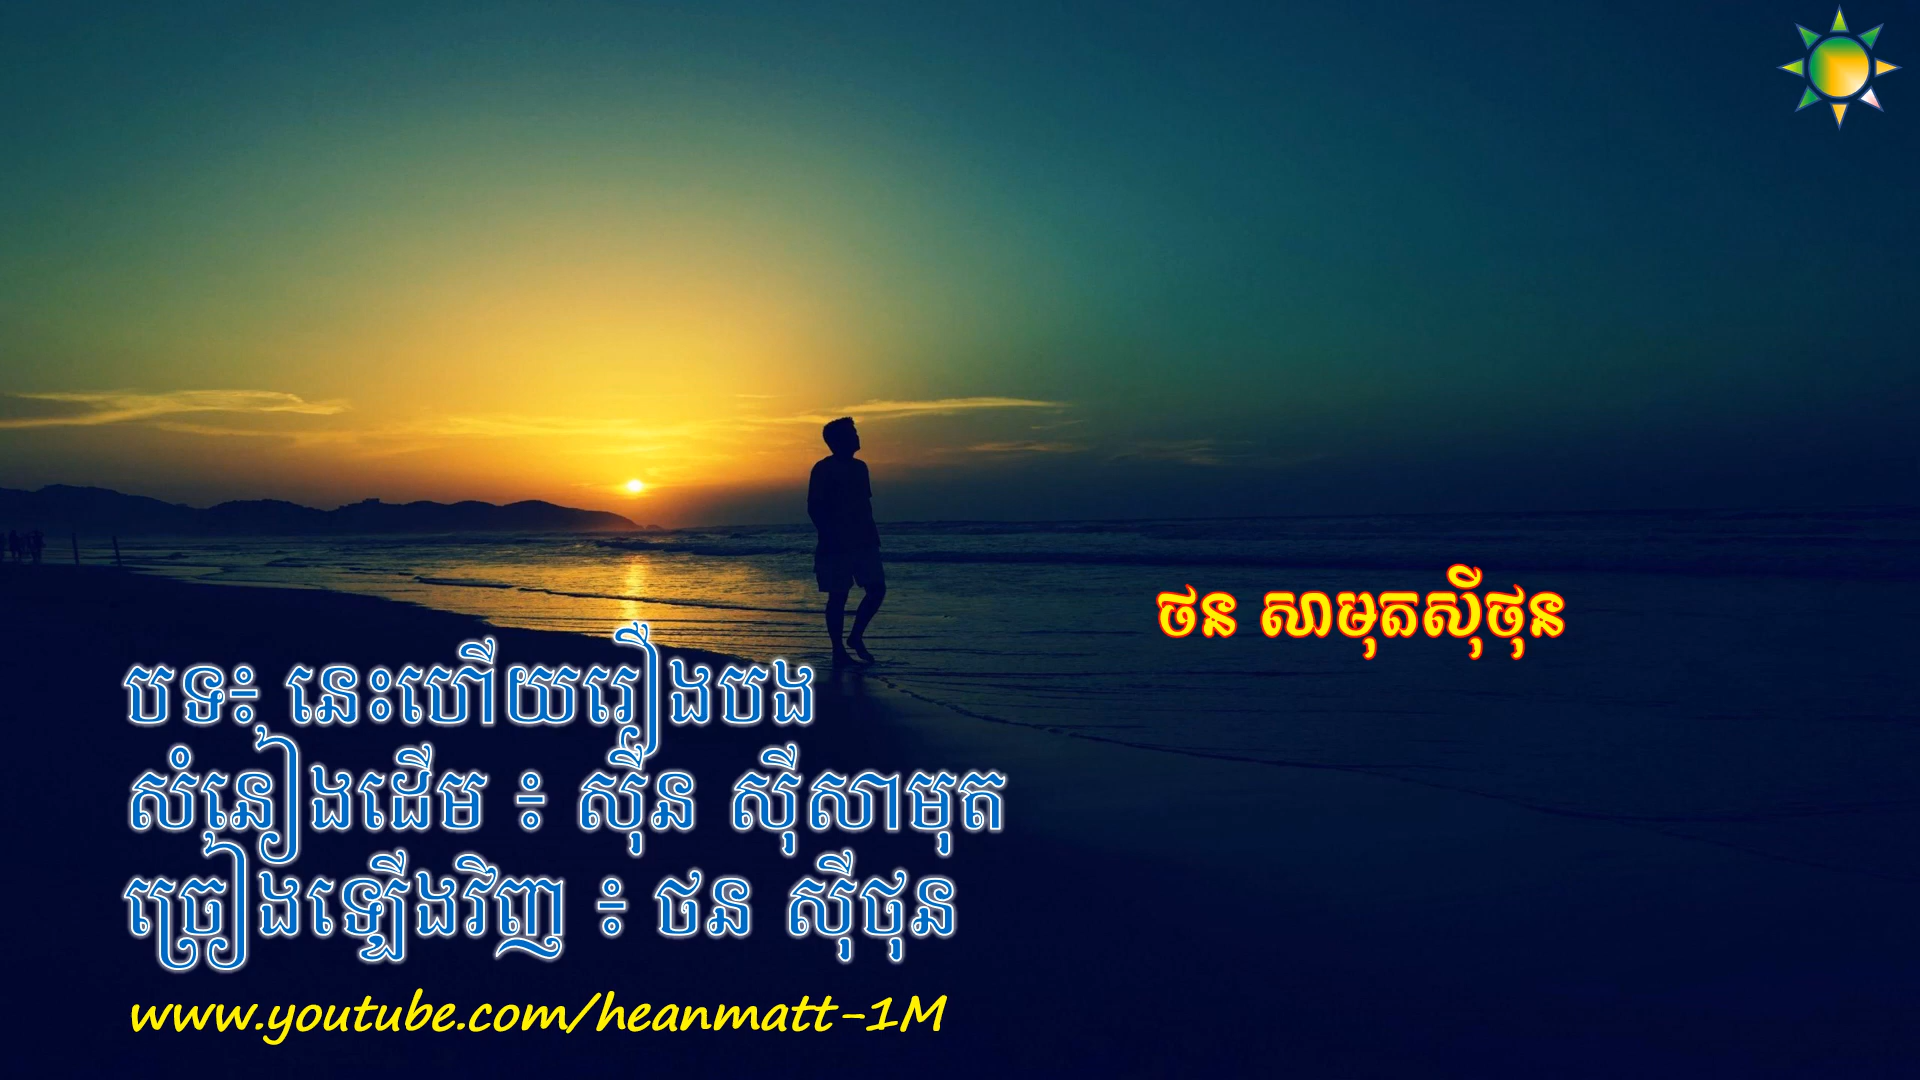 ថន សាមុតស៊ីថុន
បទ៖ នេះហើយរឿងបង
សំនៀងដើម ៖ ស៊ីន ស៊ីសាមុត
ច្រៀងឡើងវិញ ៖ ថន ស៊ីថុន
www.youtube.com/heanmatt-1M